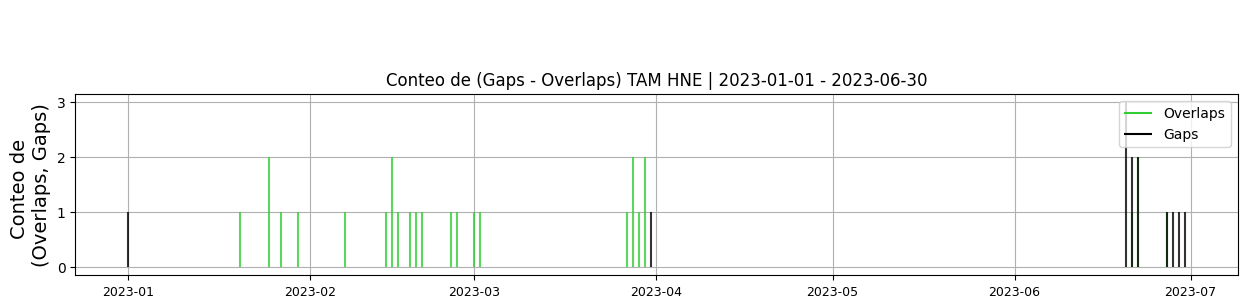 Conteo de (Gaps - Overlaps) TAM HNE | 2023-01-01 - 2023-06-30
Conteo de
(Overlaps, Gaps)
3
2
1
0
Overlaps
Gaps
2023-01
2023-02
2023-03
2023-04
2023-05
2023-06
2023-07